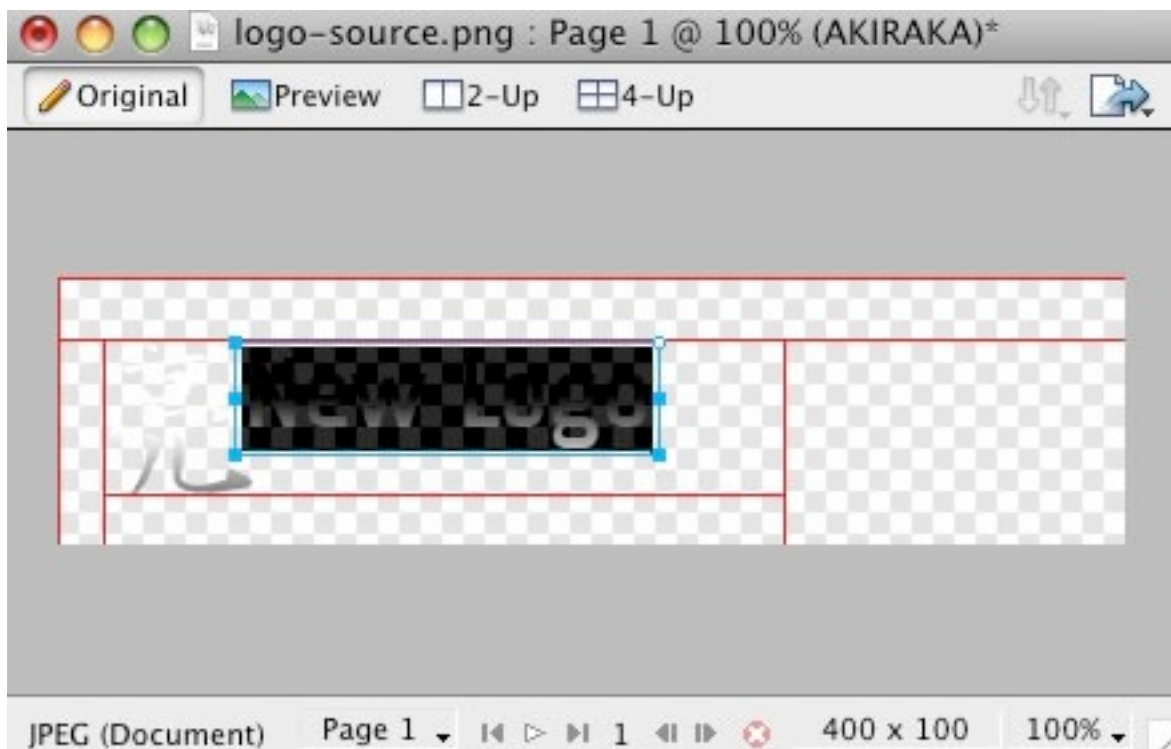 logo-source.png : Page 1 @ 100% (AKIRAKA)*
Original Preview 2-Up 4-Up
亮 New Logo
JPEG (Document) Page 1 1 400 x 100 100%